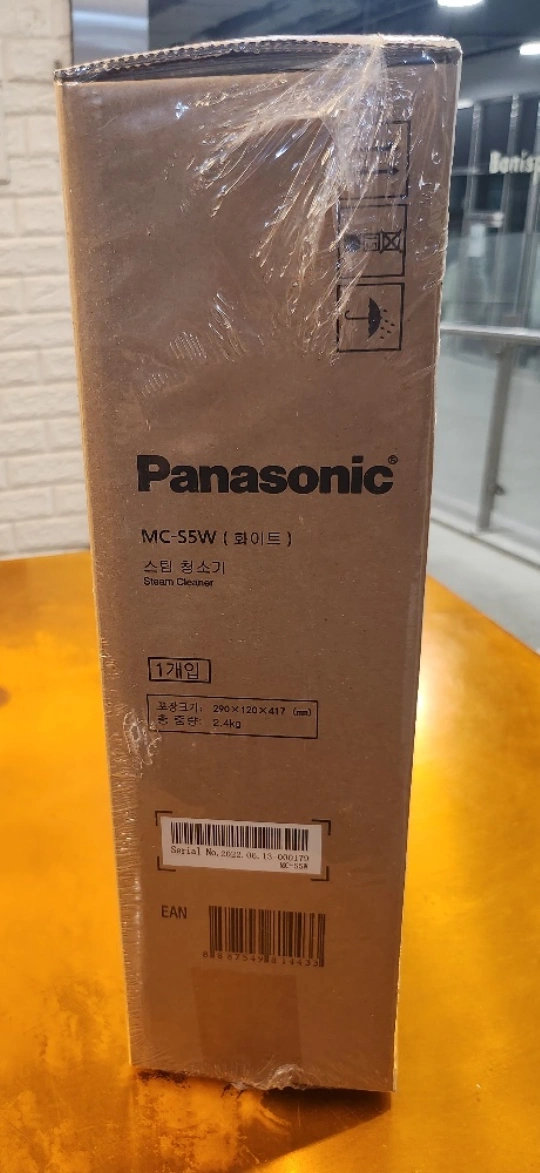 Panasonic®
MC-S5W ( 화이트 )
스팀 청소기
Steam Cleaner
1개입
포장크기: 290×120×417 (mm)
총 중량: 2.4kg
Serial No.2022.06.13-000179
MC-S5W
EAN